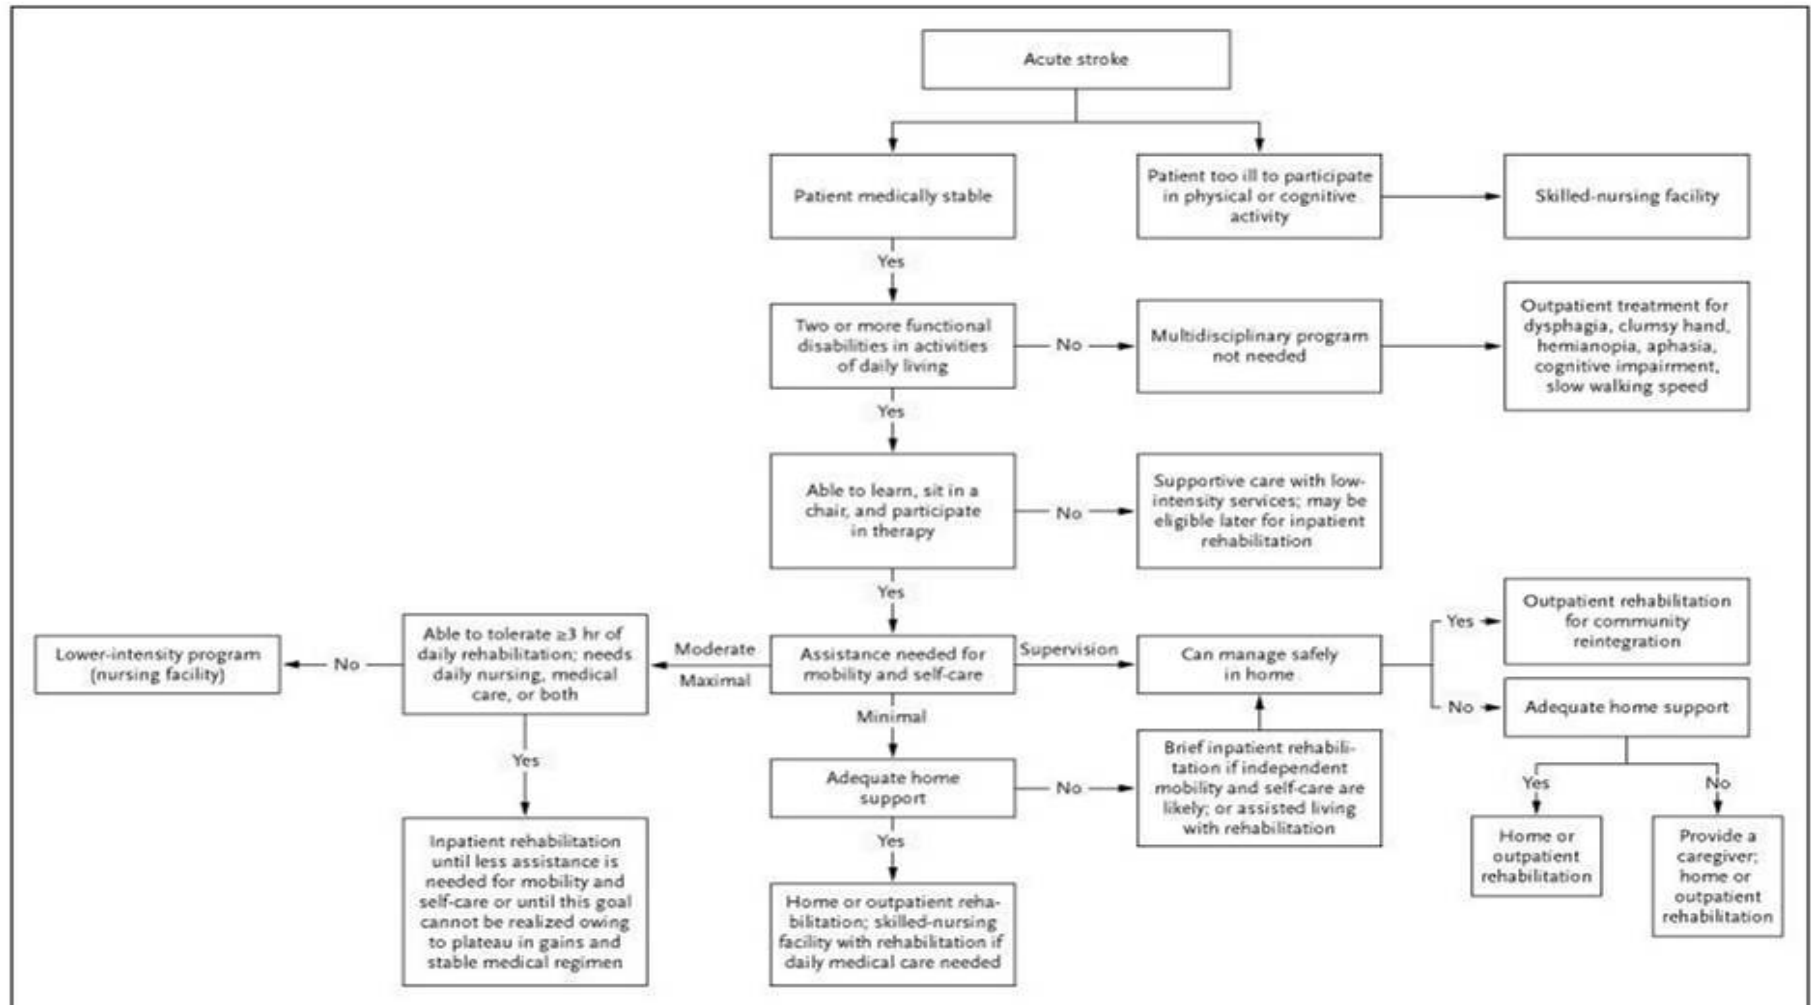 Acute stroke
Patient medically stable
Patient too ill to participate
in physical or cognitive
activity
Skilled-nursing facility
Yes
Two or more functional
disabilities in activities
of daily living
No
Multidisciplinary program
not needed
Outpatient treatment for
dysphagia, clumsy hand,
hemianopia, aphasia,
cognitive impairment,
slow walking speed
Yes
Able to learn, sit in a
chair, and participate
in therapy
No
Supportive care with low-
intensity services; may be
eligible later for inpatient
rehabilitation
Yes
Lower-intensity program
(nursing facility)
No
Able to tolerate ≥3 hr of
daily rehabilitation; needs
daily nursing, medical
care, or both
Moderate
Maximal
Assistance needed for
mobility and self-care
Supervision
Can manage safely
in home
Yes
Outpatient rehabilitation
for community
reintegration
No
Adequate home support
Minimal
Yes
Adequate home
support
No
Brief inpatient rehabili-
tation if independent
mobility and self-care are
likely; or assisted living
with rehabilitation
Yes
No
Home or
outpatient
rehabilitation
Provide a
caregiver;
home or
outpatient
rehabilitation
Inpatient rehabilitation
until less assistance is
needed for mobility and
self-care or until this goal
cannot be realized owing
to plateau in gains and
stable medical regimen
Yes
Home or outpatient reha-
bilitation; skilled-nursing
facility with rehabilitation if
daily medical care needed